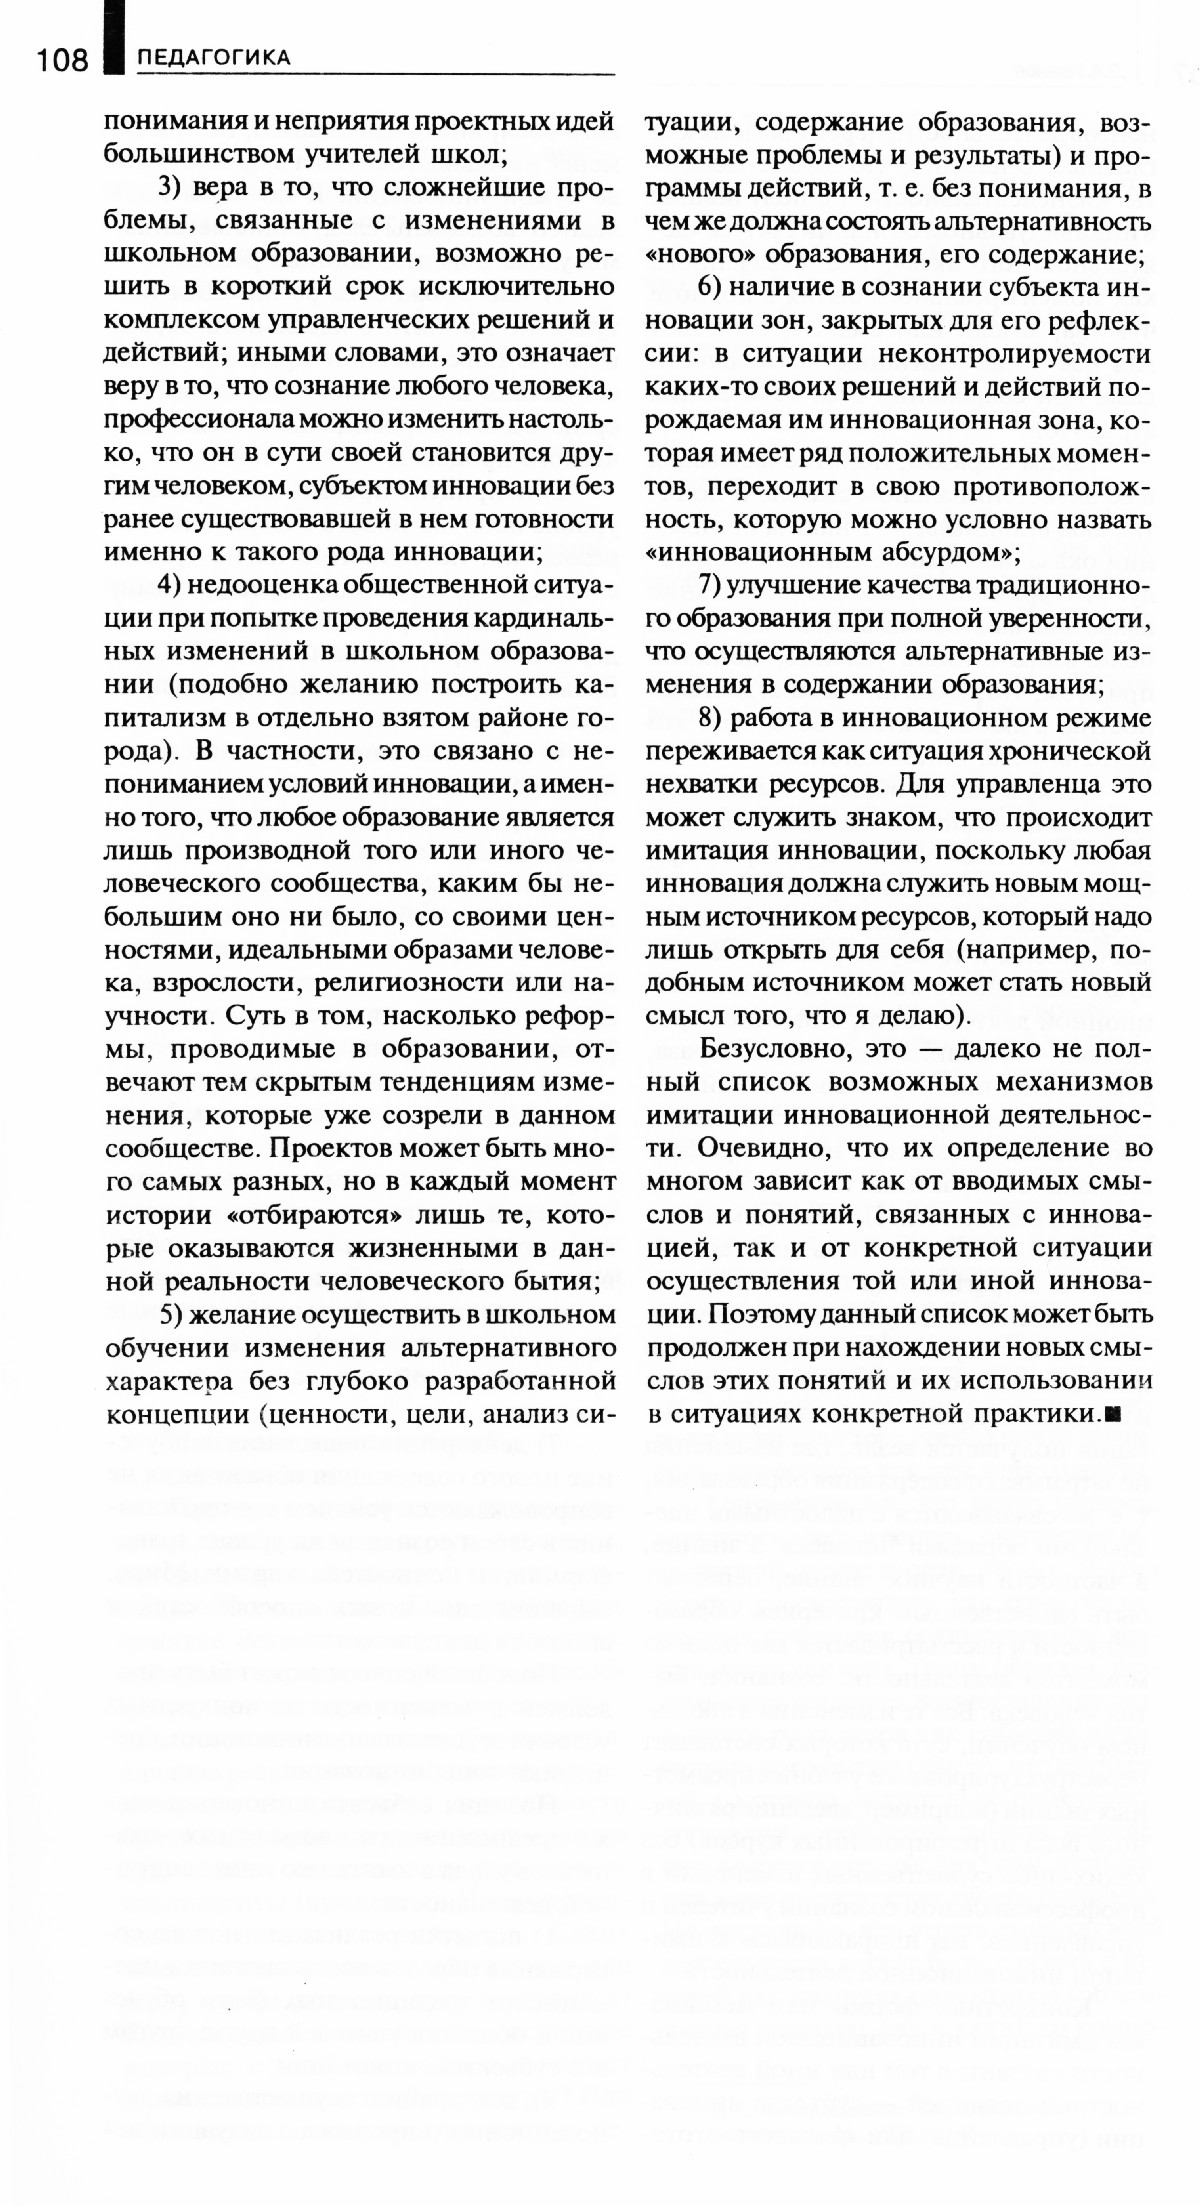 108
ПЕДАГОГИКА
понимания и неприятия проектных идей
большинством учителей школ;
3) вера в то, что сложнейшие про-
блемы, связанные с изменениями в
школьном образовании, возможно ре-
шить в короткий срок исключительно
комплексом управленческих решений и
действий; иными словами, это означает
веру в то, что сознание любого человека,
профессионала можно изменить настоль-
ко, что он в сути своей становится дру-
гим человеком, субъектом инновации без
ранее существовавшей в нем готовности
именно к такого рода инновации;
4) недооценка общественной ситуа-
ции при попытке проведения кардиналь-
ных изменений в школьном образова-
нии (подобно желанию построить ка-
питализм в отдельно взятом районе го-
рода). В частности, это связано с не-
пониманием условий инновации, а имен-
но того, что любое образование является
лишь производной того или иного че-
ловеческого сообщества, каким бы не-
большим оно ни было, со своими цен-
ностями, идеальными образами челове-
ка, взрослости, религиозности или на-
учности. Суть в том, насколько рефор-
мы, проводимые в образовании, от-
вечают тем скрытым тенденциям изме-
нения, которые уже созрели в данном
сообществе. Проектов может быть мно-
го самых разных, но в каждый момент
истории «отбираются» лишь те, кото-
рые оказываются жизненными в дан-
ной реальности человеческого бытия;
5) желание осуществить в школьном
обучении изменения альтернативного
характера без глубоко разработанной
концепции (ценности, цели, анализ си-
туации, содержание образования, воз-
можные проблемы и результаты) и про-
граммы действий, т. е. без понимания, в
чем же должна состоять альтернативность
«нового» образования, его содержание;
6) наличие в сознании субъекта ин-
новации зон, закрытых для его рефлек-
сии: в ситуации неконтролируемости
каких-то своих решений и действий по-
рождаемая им инновационная зона, ко-
торая имеет ряд положительных момен-
тов, переходит в свою противополож-
ность, которую можно условно назвать
«инновационным абсурдом»;
7) улучшение качества традиционно-
го образования при полной уверенности,
что осуществляются альтернативные из-
менения в содержании образования;
8) работа в инновационном режиме
переживается как ситуация хронической
нехватки ресурсов. Для управленца это
может служить знаком, что происходит
имитация инновации, поскольку любая
инновация должна служить новым мощ-
ным источником ресурсов, который надо
лишь открыть для себя (например, по-
добным источником может стать новый
смысл того, что я делаю).
Безусловно, это — далеко не пол-
ный список возможных механизмов
имитации инновационной деятельнос-
ти. Очевидно, что их определение во
многом зависит как от вводимых смы-
слов и понятий, связанных с иннова-
цией, так и от конкретной ситуации
осуществления той или иной иннова-
ции. Поэтому данный список может быть
продолжен при нахождении новых смы-
слов этих понятий и их использовании
в ситуациях конкретной практики.■